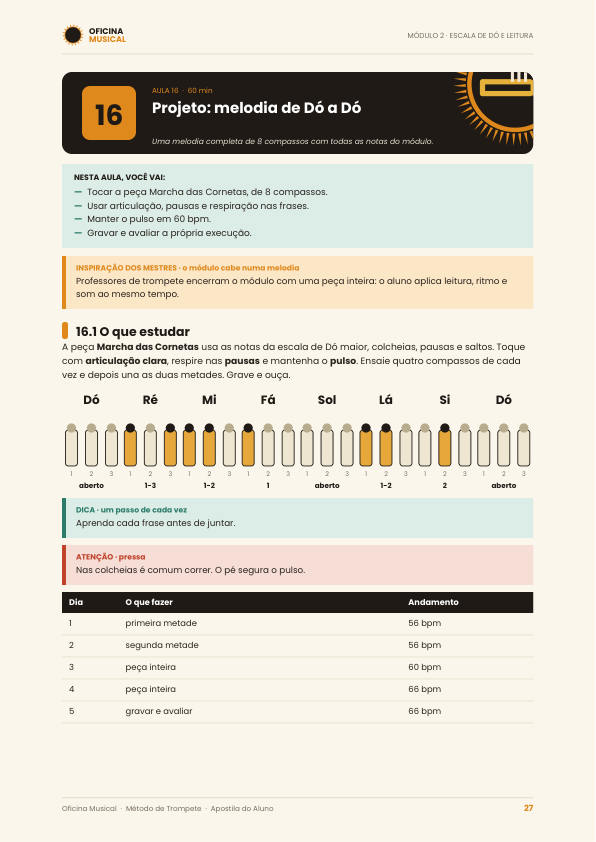 OFICINA
MUSICAL
MÓDULO 2 · ESCALA DE DÓ E LEITURA
16
AULA 16 · 60 min
Projeto: melodia de Dó a Dó
Uma melodia completa de 8 compassos com todas as notas do módulo.
NESTA AULA, VOCÊ VAI:
— Tocar a peça Marcha das Cornetas, de 8 compassos.
— Usar articulação, pausas e respiração nas frases.
— Manter o pulso em 60 bpm.
— Gravar e avaliar a própria execução.
INSPIRAÇÃO DOS MESTRES · o módulo cabe numa melodia
Professores de trompete encerram o módulo com uma peça inteira: o aluno aplica leitura, ritmo e
som ao mesmo tempo.
16.1 O que estudar
A peça Marcha das Cornetas usa as notas da escala de Dó maior, colcheias, pausas e saltos. Toque
com articulação clara, respire nas pausas e mantenha o pulso. Ensaie quatro compassos de cada
vez e depois una as duas metades. Grave e ouça.
Dó Ré Mi Fá Sol Lá Si Dó
1 2 3 1 2 3 1 2 3 1 2 3 1 2 3 1 2 3 1 2 3 1 2 3
aberto 1-3 1-2 1 aberto 1-2 2 aberto
DICA · um passo de cada vez
Aprenda cada frase antes de juntar.
ATENÇÃO · pressa
Nas colcheias é comum correr. O pé segura o pulso.
Dia O que fazer Andamento
1 primeira metade 56 bpm
2 segunda metade 56 bpm
3 peça inteira 60 bpm
4 peça inteira 66 bpm
5 gravar e avaliar 66 bpm
Oficina Musical · Método de Trompete · Apostila do Aluno
27